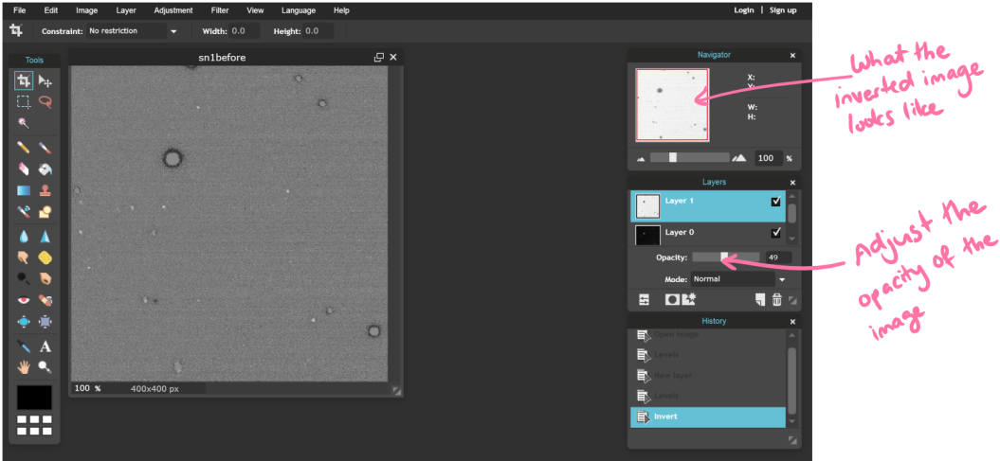 File Edit Image Layer Adjustment Filter View Language Help Login | Sign up
Constraint: No restriction Width: 0.0 Height: 0.0
Tools
sn1before
100 % 400x400 px
Navigator
X:
Y:
W:
H:
100 %
Layers
Layer 1
Layer 0
Opacity: 49
Mode: Normal
History
Open Image
Levels
New layer
Levels
Invert
What the
inverted image
looks like
Adjust the
opacity of the
image